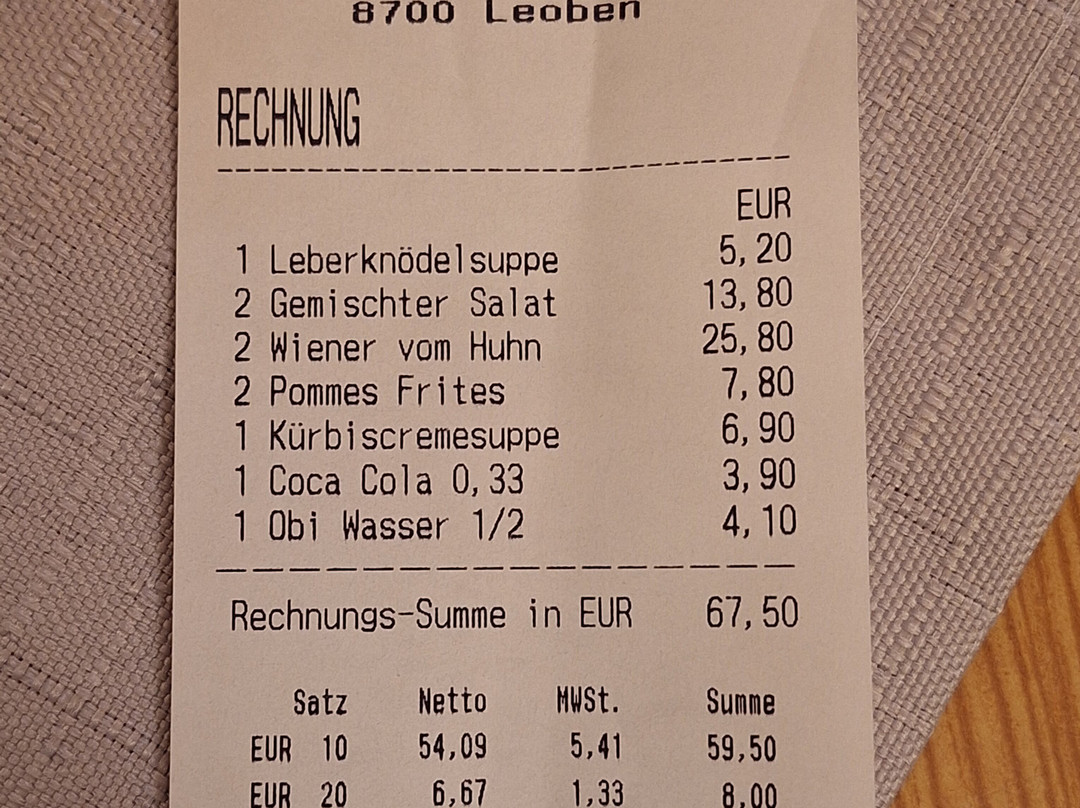 8700 Leoben
RECHNUNG
EUR
1 Leberknödelsuppe 5,20
2 Gemischter Salat 13,80
2 Wiener vom Huhn 25,80
2 Pommes Frites 7,80
1 Kürbiscremesuppe 6,90
1 Coca Cola 0,33 3,90
1 Obi Wasser 1/2 4,10
Rechnungs-Summe in EUR 67,50
Satz Netto MWSt. Summe
EUR 10 54,09 5,41 59,50
EUR 20 6,67 1,33 8,00